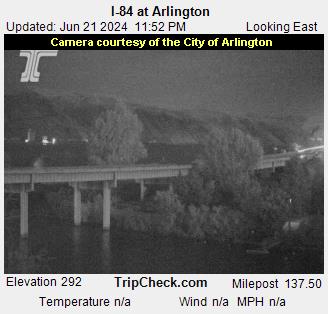 I-84 at Arlington
Updated: Jun 21 2024 11:52 PM Looking East
Camera courtesy of the City of Arlington
Elevation 292 TripCheck.com Milepost 137.50
Temperature n/a Wind n/a MPH n/a